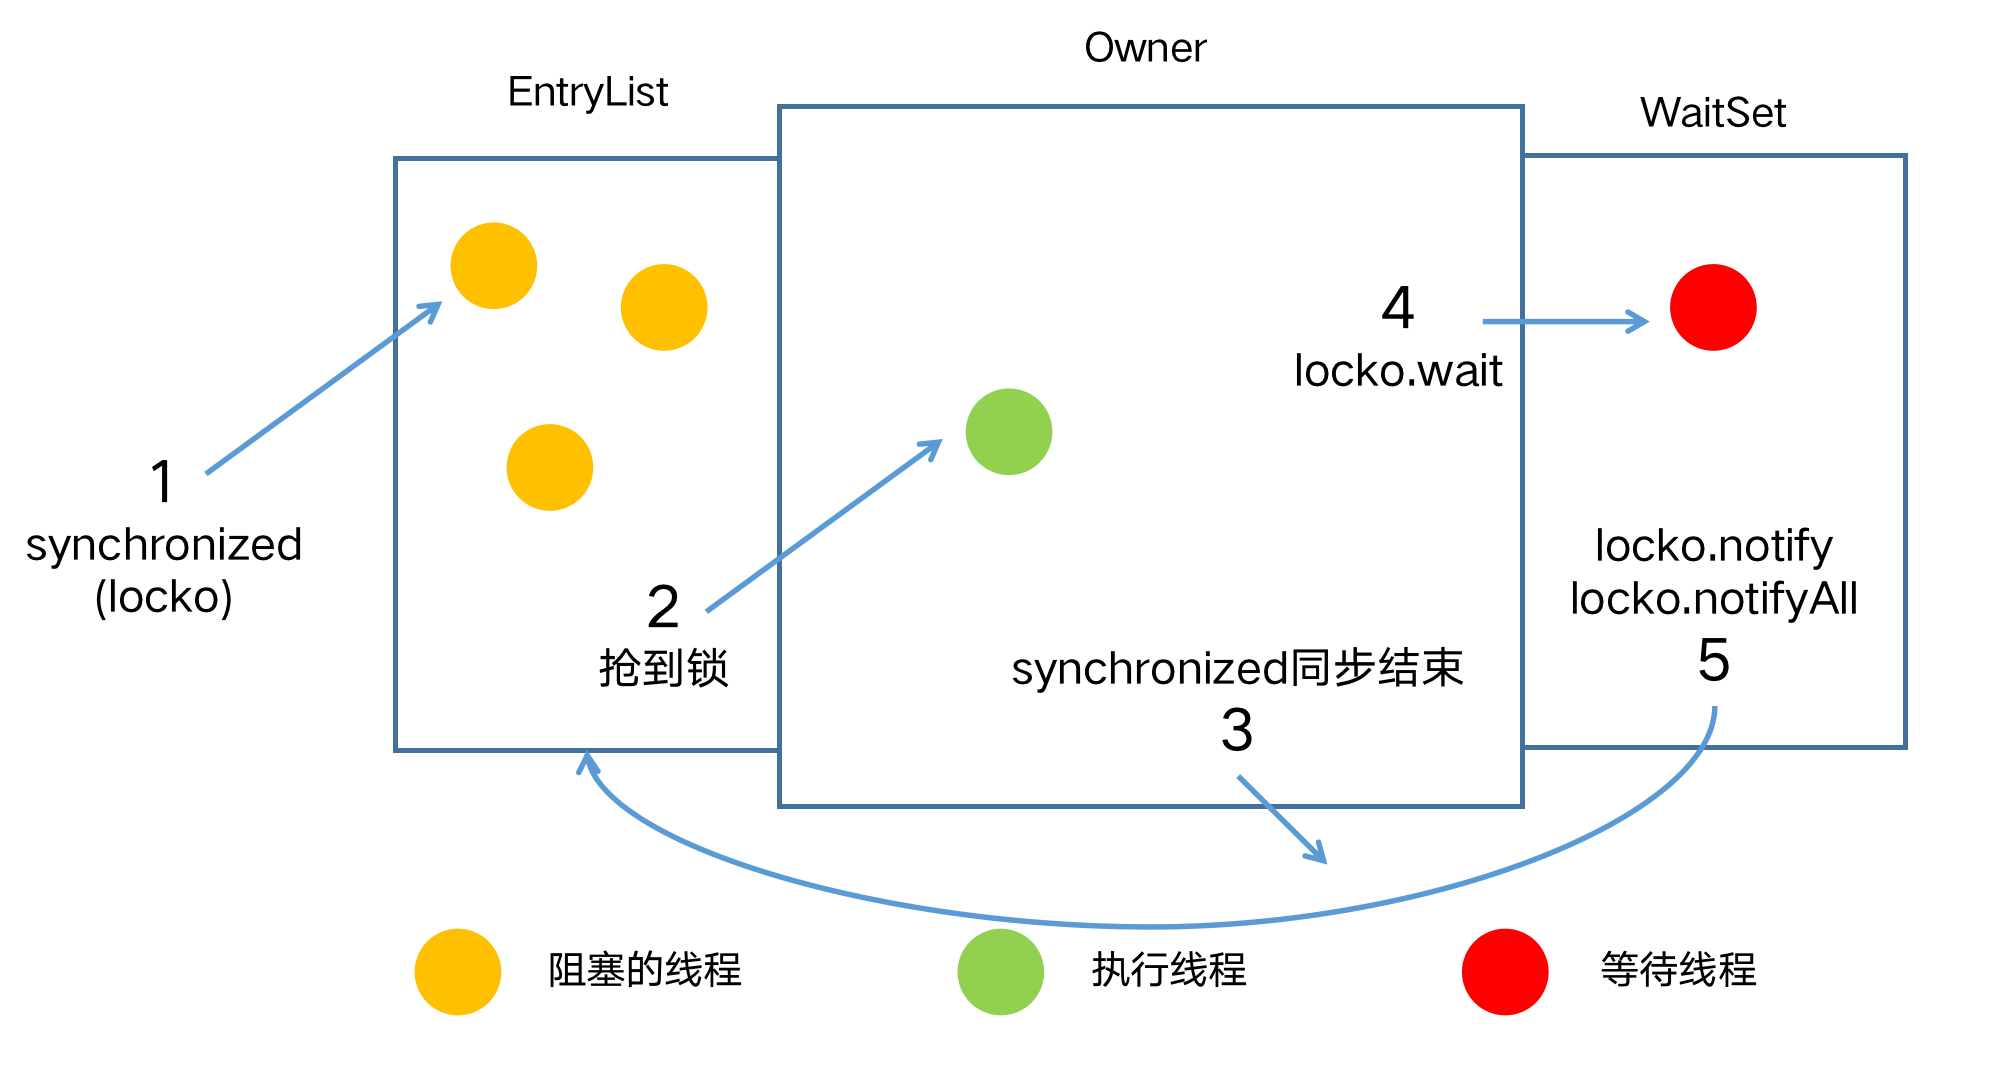 Owner
EntryList
WaitSet
1
synchronized
(locko)
2
抢到锁
4
locko.wait
synchronized同步结束
3
locko.notify
locko.notifyAll
5
阻塞的线程
执行线程
等待线程